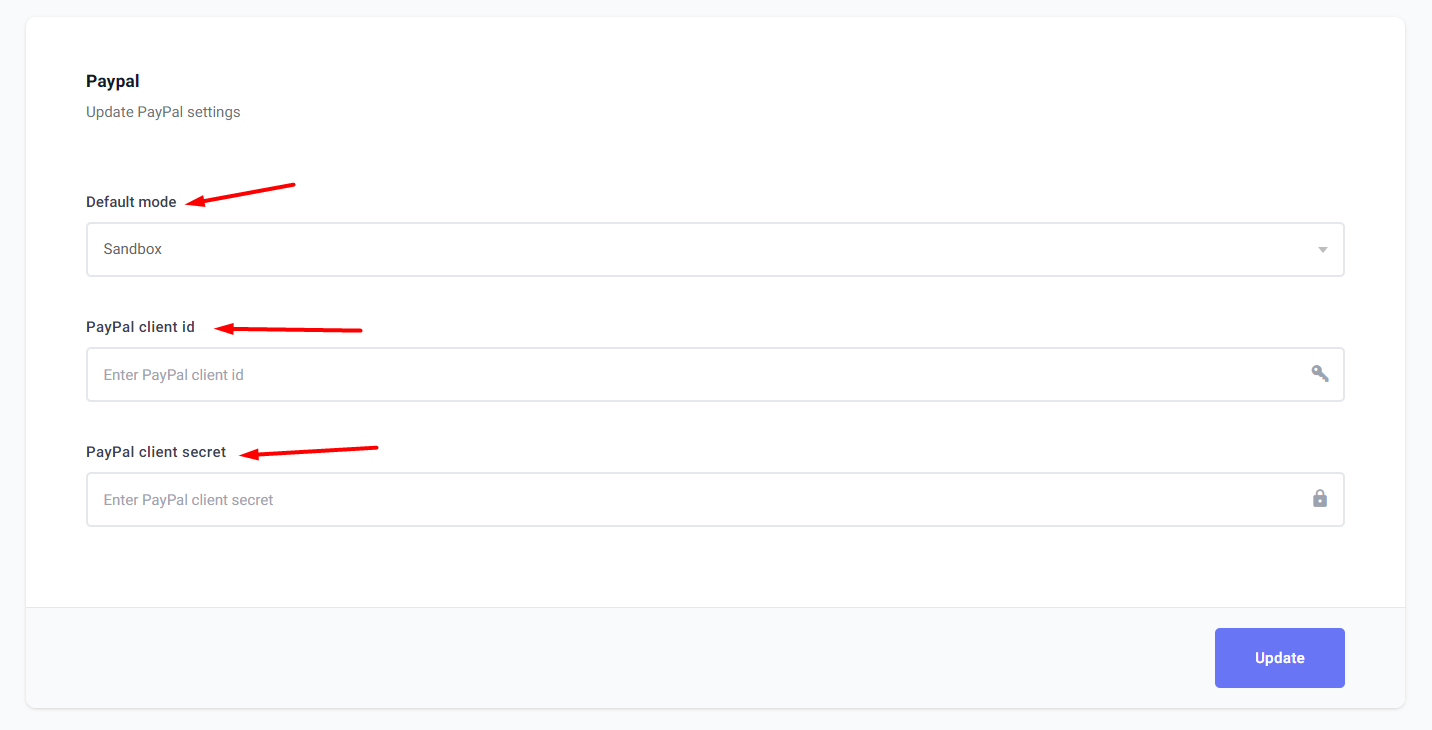 Paypal
Update PayPal settings
Default mode
Sandbox
PayPal client id
Enter PayPal client id
PayPal client secret
Enter PayPal client secret
Update